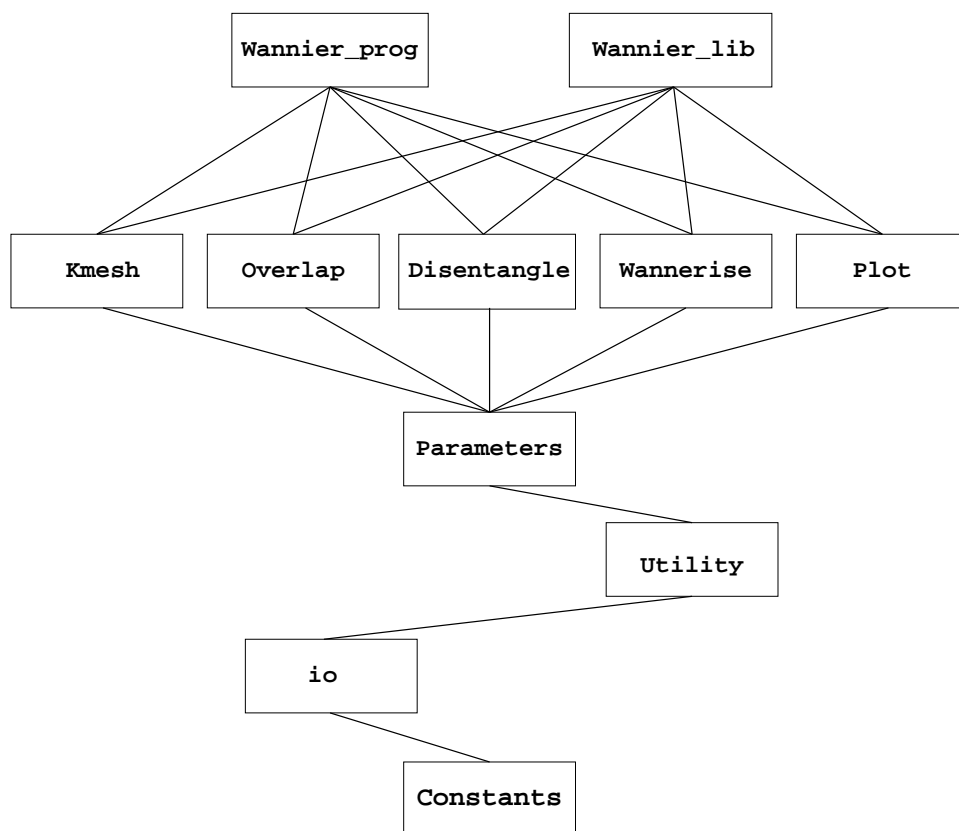 Wannier_prog
Wannier_lib
Kmesh
Overlap
Disentangle
Wannerise
Plot
Parameters
Utility
io
Constants